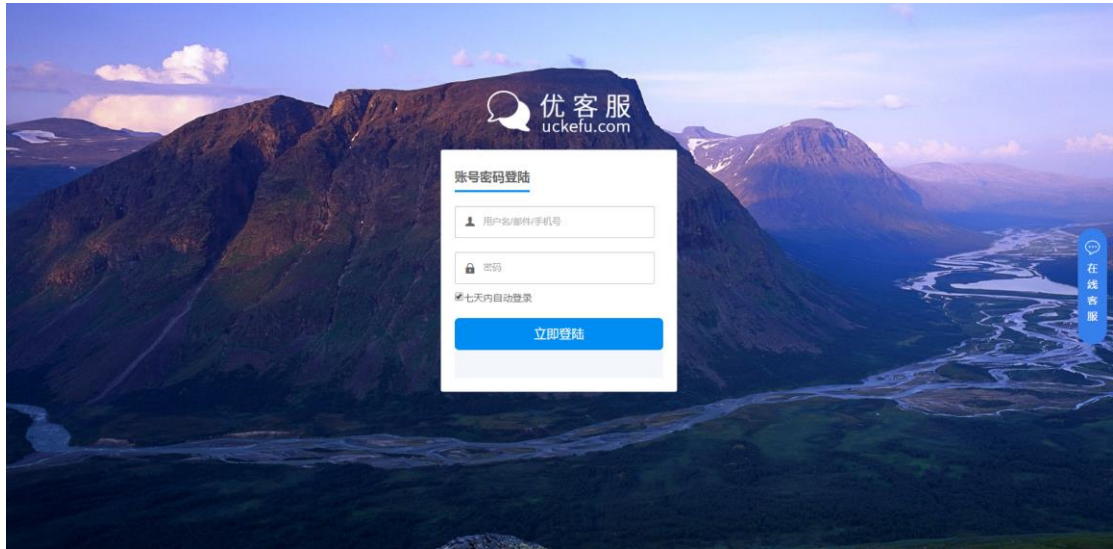 优客服
uckefu.com
账号密码登陆
用户名/邮件/手机号
密码
七天内自动登录
立即登陆
在线客服